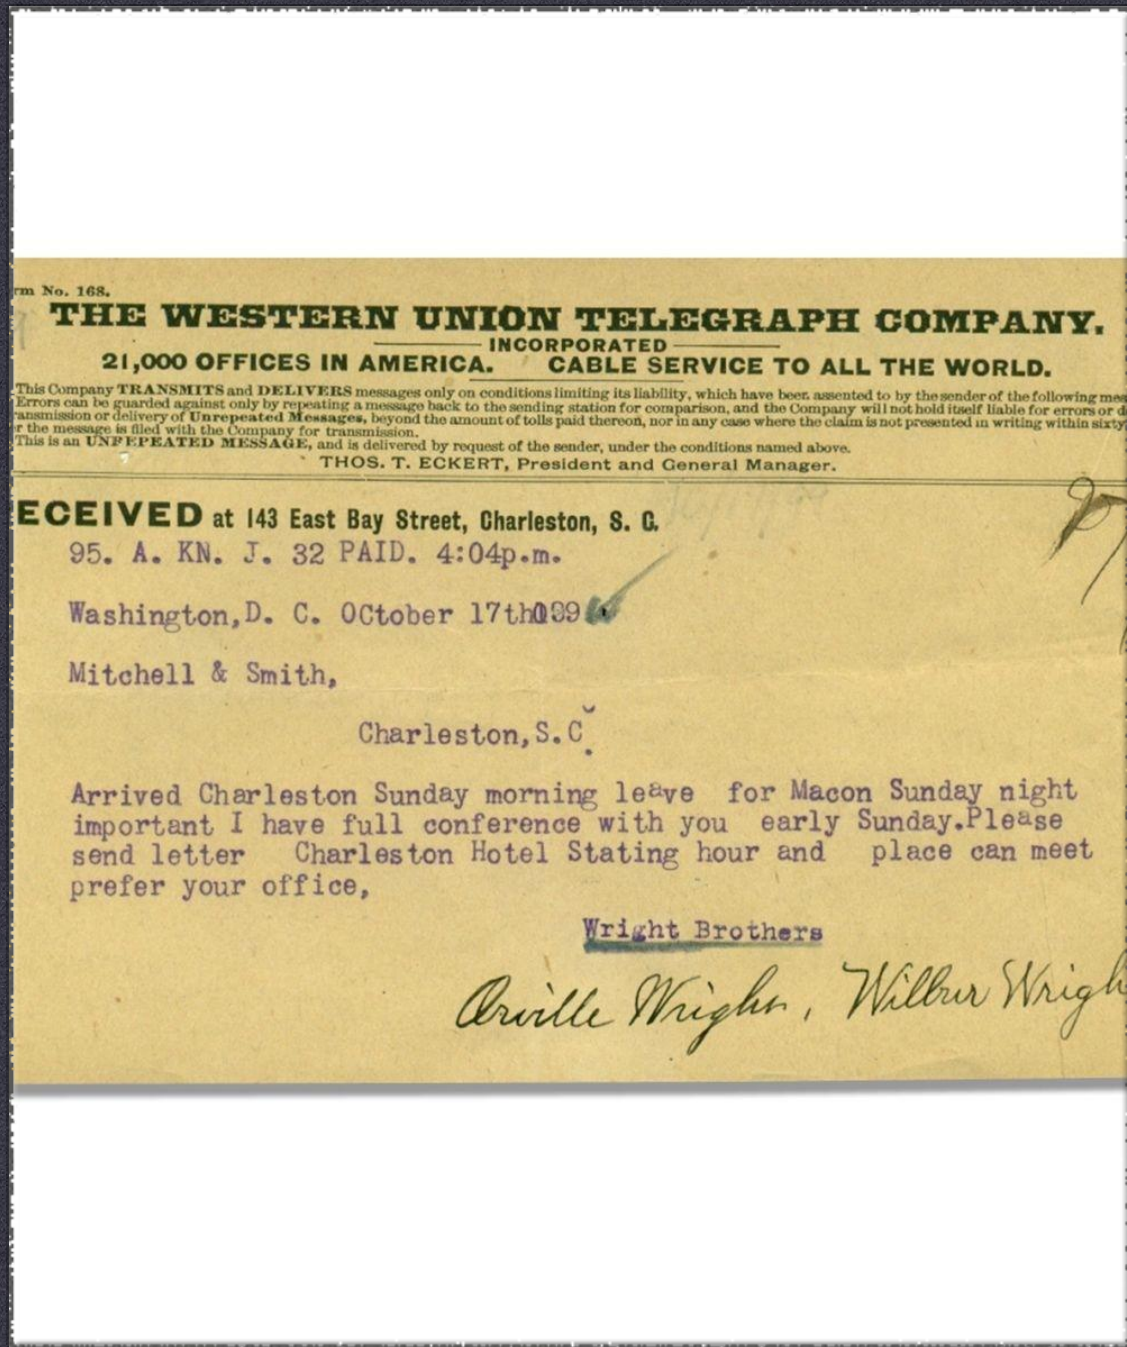 rm No. 168.
THE WESTERN UNION TELEGRAPH COMPANY.
INCORPORATED
21,000 OFFICES IN AMERICA. CABLE SERVICE TO ALL THE WORLD.
This Company TRANSMITS and DELIVERS messages only on conditions limiting its liability, which have been assented to by the sender of the following mes
Errors can be guarded against only by repeating a message back to the sending station for comparison, and the Company will not hold itself liable for errors or d
ansmission or delivery of Unrepeated Messages, beyond the amount of tolls paid thereon, nor in any case where the claim is not presented in writing within sixty
r the message is filed with the Company for transmission.
This is an UNREPEATED MESSAGE, and is delivered by request of the sender, under the conditions named above.
THOS. T. ECKERT, President and General Manager.
ECEIVED at 143 East Bay Street, Charleston, S. C.
95. A. KN. J. 32 PAID. 4:04p.m.
Washington,D. C. OCtober 17th
Mitchell & Smith,
Charleston,S.C.
Arrived Charleston Sunday morning leave for Macon Sunday night
important I have full conference with you early Sunday.Please
send letter Charleston Hotel Stating hour and place can meet
prefer your office,
Wright Brothers
Orville Wright, Wilbur Wrigh